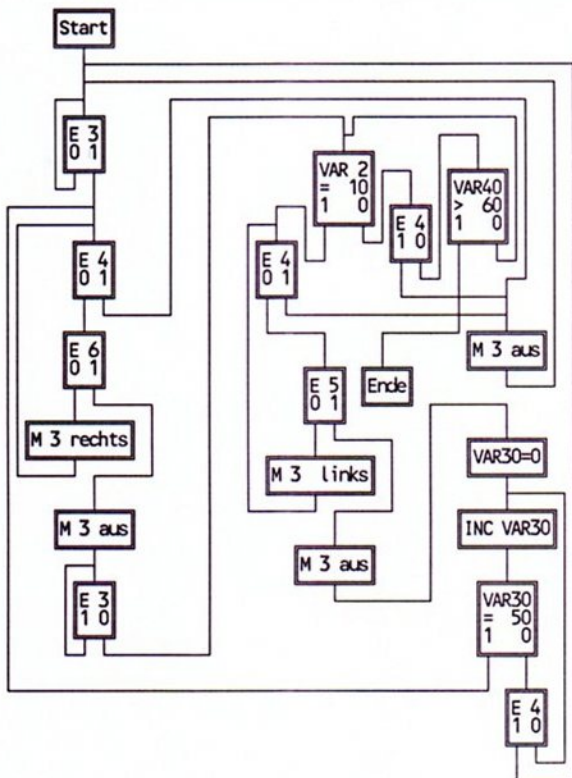 Start
E 3
0 1
E 4
0 1
E 6
0 1
M 3 rechts
M 3 aus
E 3
1 0
VAR 2
= 10
1 0
E 4
1 0
VAR40
> 60
1 0
E 4
0 1
E 5
0 1
Ende
M 3 aus
M 3 links
M 3 aus
VAR30=0
INC VAR30
VAR30
= 50
1 0
E 4
1 0